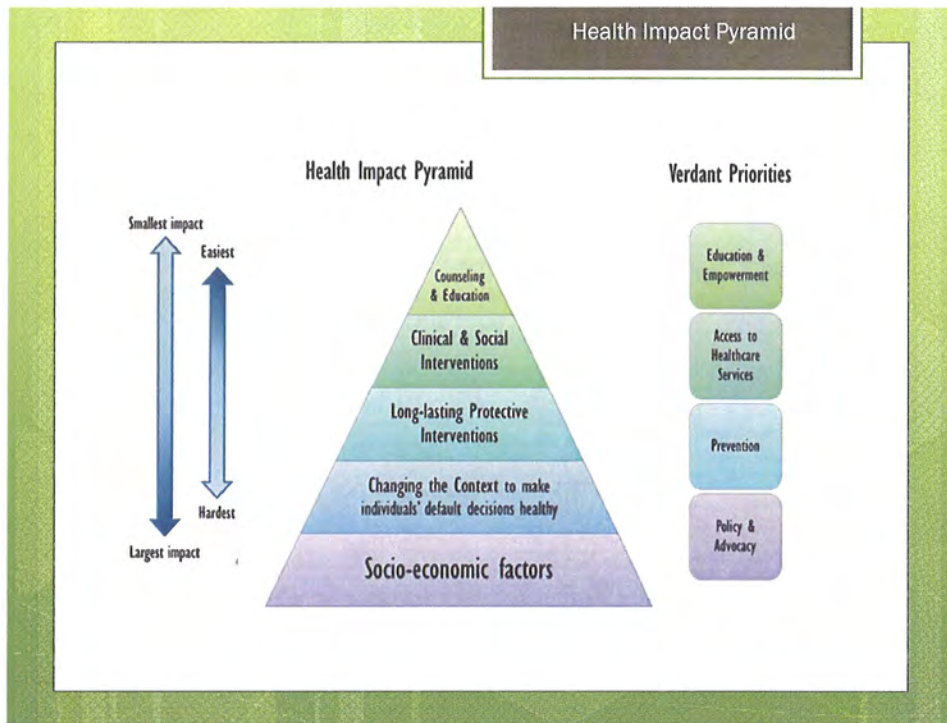 Health Impact Pyramid
Health Impact Pyramid
Verdant Priorities
Smallest impact
Easiest
Hardest
Largest impact
Counseling
& Education
Clinical & Social
Interventions
Long-lasting Protective
Interventions
Changing the Context to make
individuals' default decisions healthy
Socio-economic factors
Education &
Empowerment
Access to
Healthcare
Services
Prevention
Policy &
Advocacy